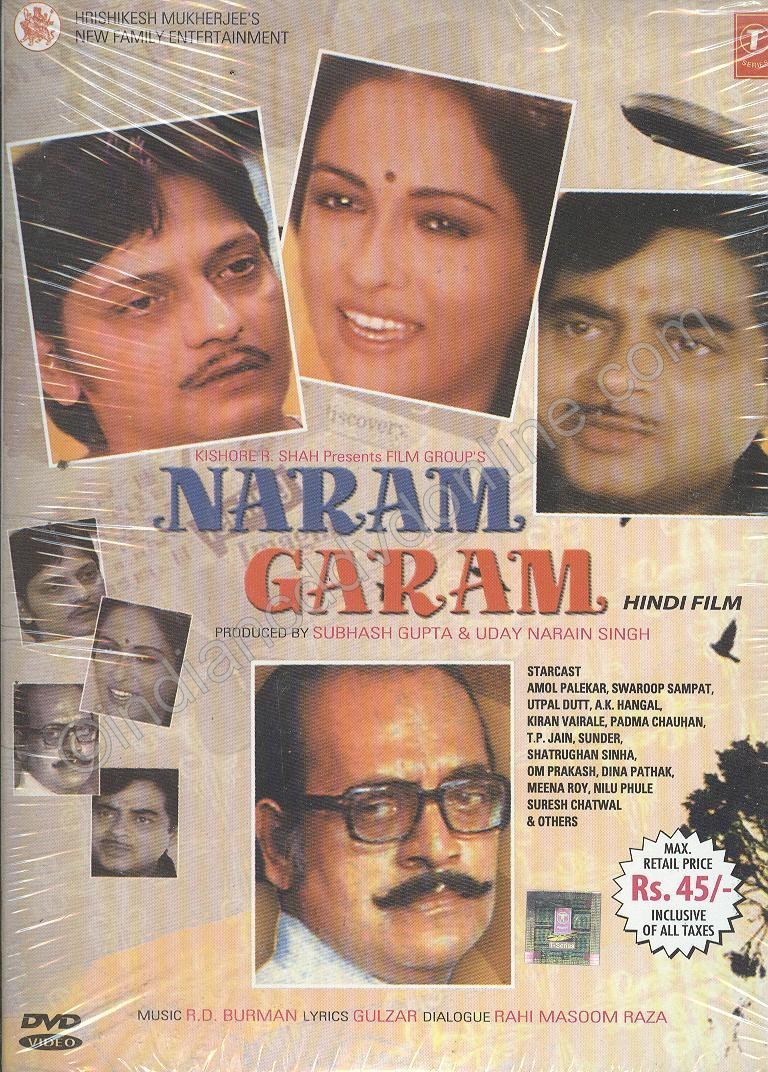 HRISHIKESH MUKHERJEE'S
NEW FAMILY ENTERTAINMENT
T
SERIES
discovery
KISHORE R. SHAH Presents FILM GROUP'S
NARAM
GARAM
HINDI FILM
PRODUCED BY SUBHASH GUPTA & UDAY NARAIN SINGH
STARCAST
AMOL PALEKAR, SWAROOP SAMPAT,
UTPAL DUTT, A.K. HANGAL,
KIRAN VAIRALE, PADMA CHAUHAN,
T.P. JAIN, SUNDER,
SHATRUGHAN SINHA,
OM PRAKASH, DINA PATHAK,
MEENA ROY, NILU PHULE
SURESH CHATWAL
& OTHERS
MAX.
RETAIL PRICE
Rs. 45/-
INCLUSIVE
OF ALL TAXES
T-Series
MUSIC R.D. BURMAN LYRICS GULZAR DIALOGUE RAHI MASOOM RAZA
DVD
VIDEO